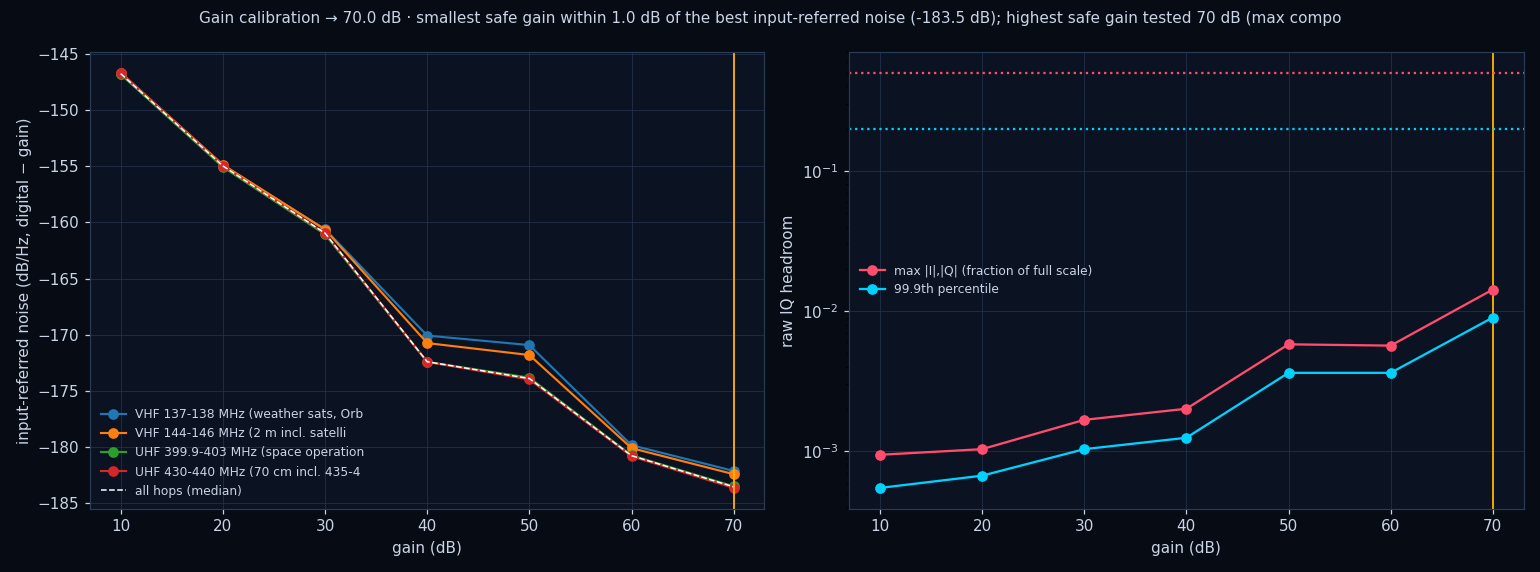 Gain calibration → 70.0 dB · smallest safe gain within 1.0 dB of the best input-referred noise (-183.5 dB); highest safe gain tested 70 dB (max compo
input-referred noise (dB/Hz, digital − gain)
−145
−150
−155
−160
−165
−170
−175
−180
−185
VHF 137-138 MHz (weather sats, Orb
VHF 144-146 MHz (2 m incl. satelli
UHF 399.9-403 MHz (space operation
UHF 430-440 MHz (70 cm incl. 435-4
all hops (median)
10 20 30 40 50 60 70
gain (dB)
raw IQ headroom
10⁻¹
10⁻²
10⁻³
max |I|,|Q| (fraction of full scale)
99.9th percentile
10 20 30 40 50 60 70
gain (dB)